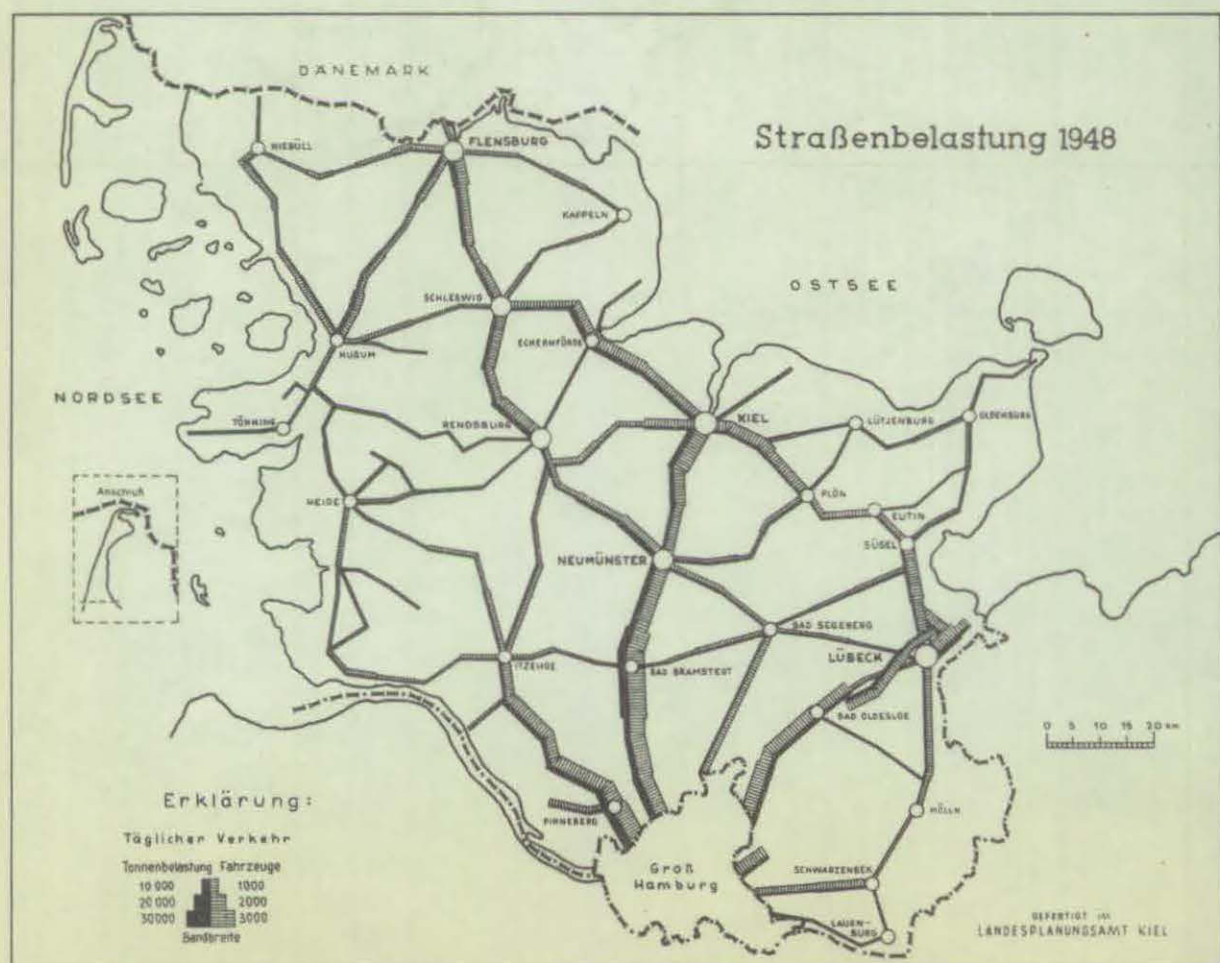 DÄNEMARK
Straßenbelastung 1948
NIEBÜLL
FLENSBURG
KAPPELN
OSTSEE
SCHLESWIG
ECKERNFÖRDE
HUSUM
NORDSEE
TÖNNING
RENDSBURG
KIEL
LÜTJENBURG
OLDENBURG
Anschluß
HEIDE
PLÖN
EUTIN
SÜSEL
NEUMÜNSTER
BAD SEGEBERG
LÜBECK
ITZEHOE
BAD BRAMSTEDT
BAD OLDESLOE
0 5 10 15 20 km
PINNEBERG
MÖLLN
Groß
Hamburg
SCHWARZENBEK
LAUEN-
BURG
Erklärung:
Täglicher Verkehr
Tonnenbelastung Fahrzeuge
10 000 1000
20 000 2000
30 000 3000
Bandbreite
GEFERTIGT IM
LANDESPLANUNGSAMT KIEL